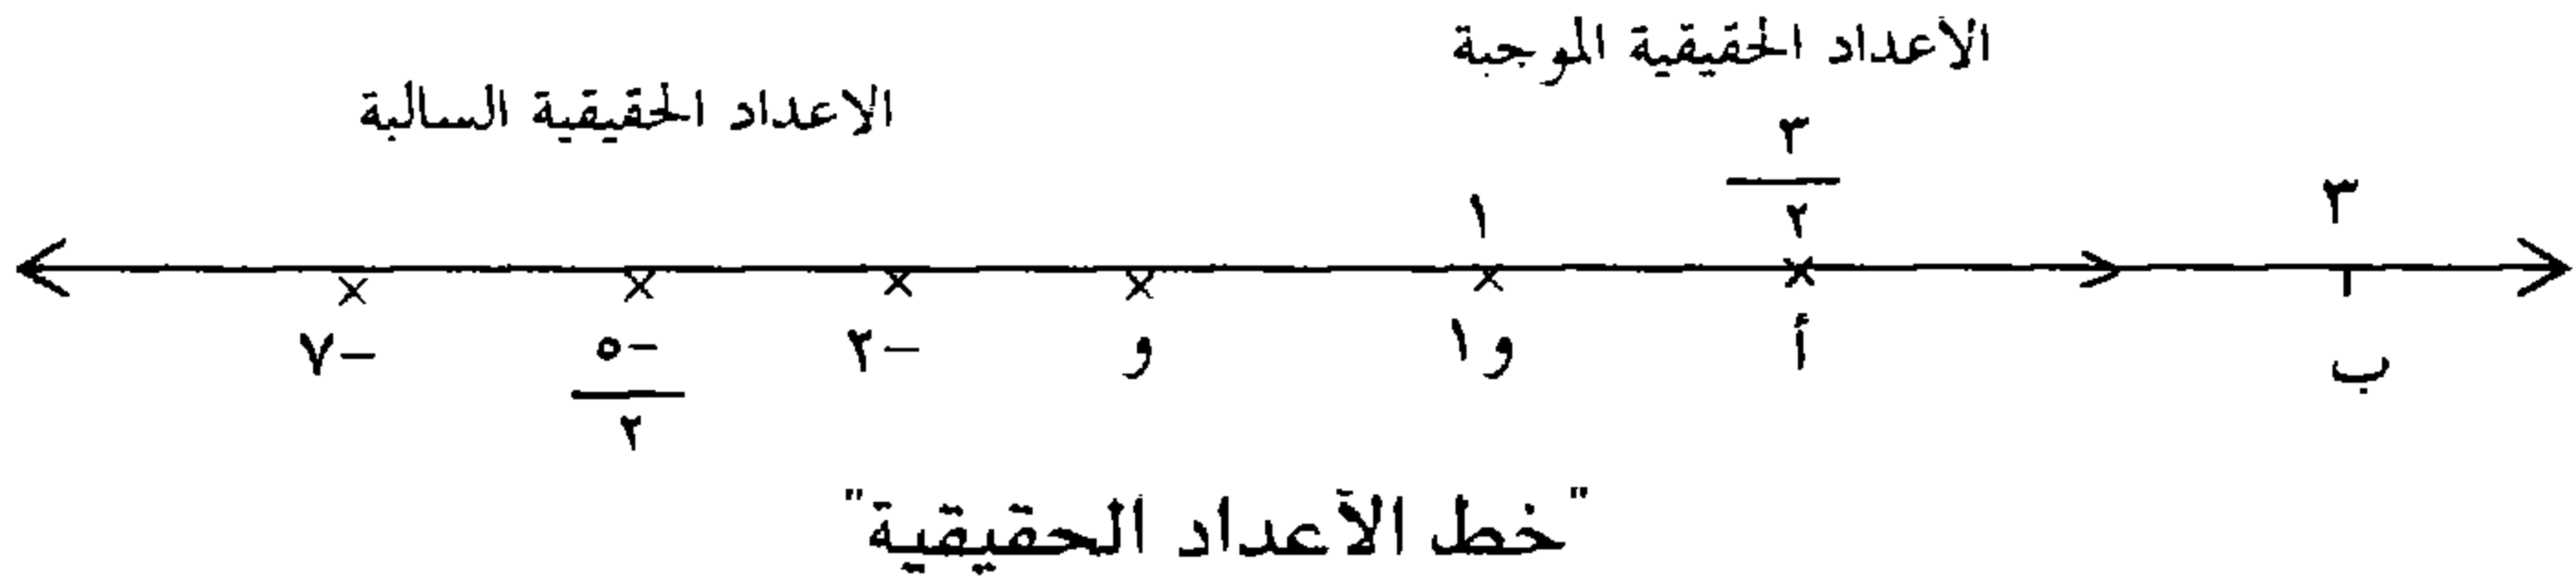 الأعداد الحقيقية الموجبة
الاعداد الحقيقية السالبة
٣
٢
١
٣
-٧
-٥
٢
-٢
و
و١
أ
ب
"خط الأعداد الحقيقية"